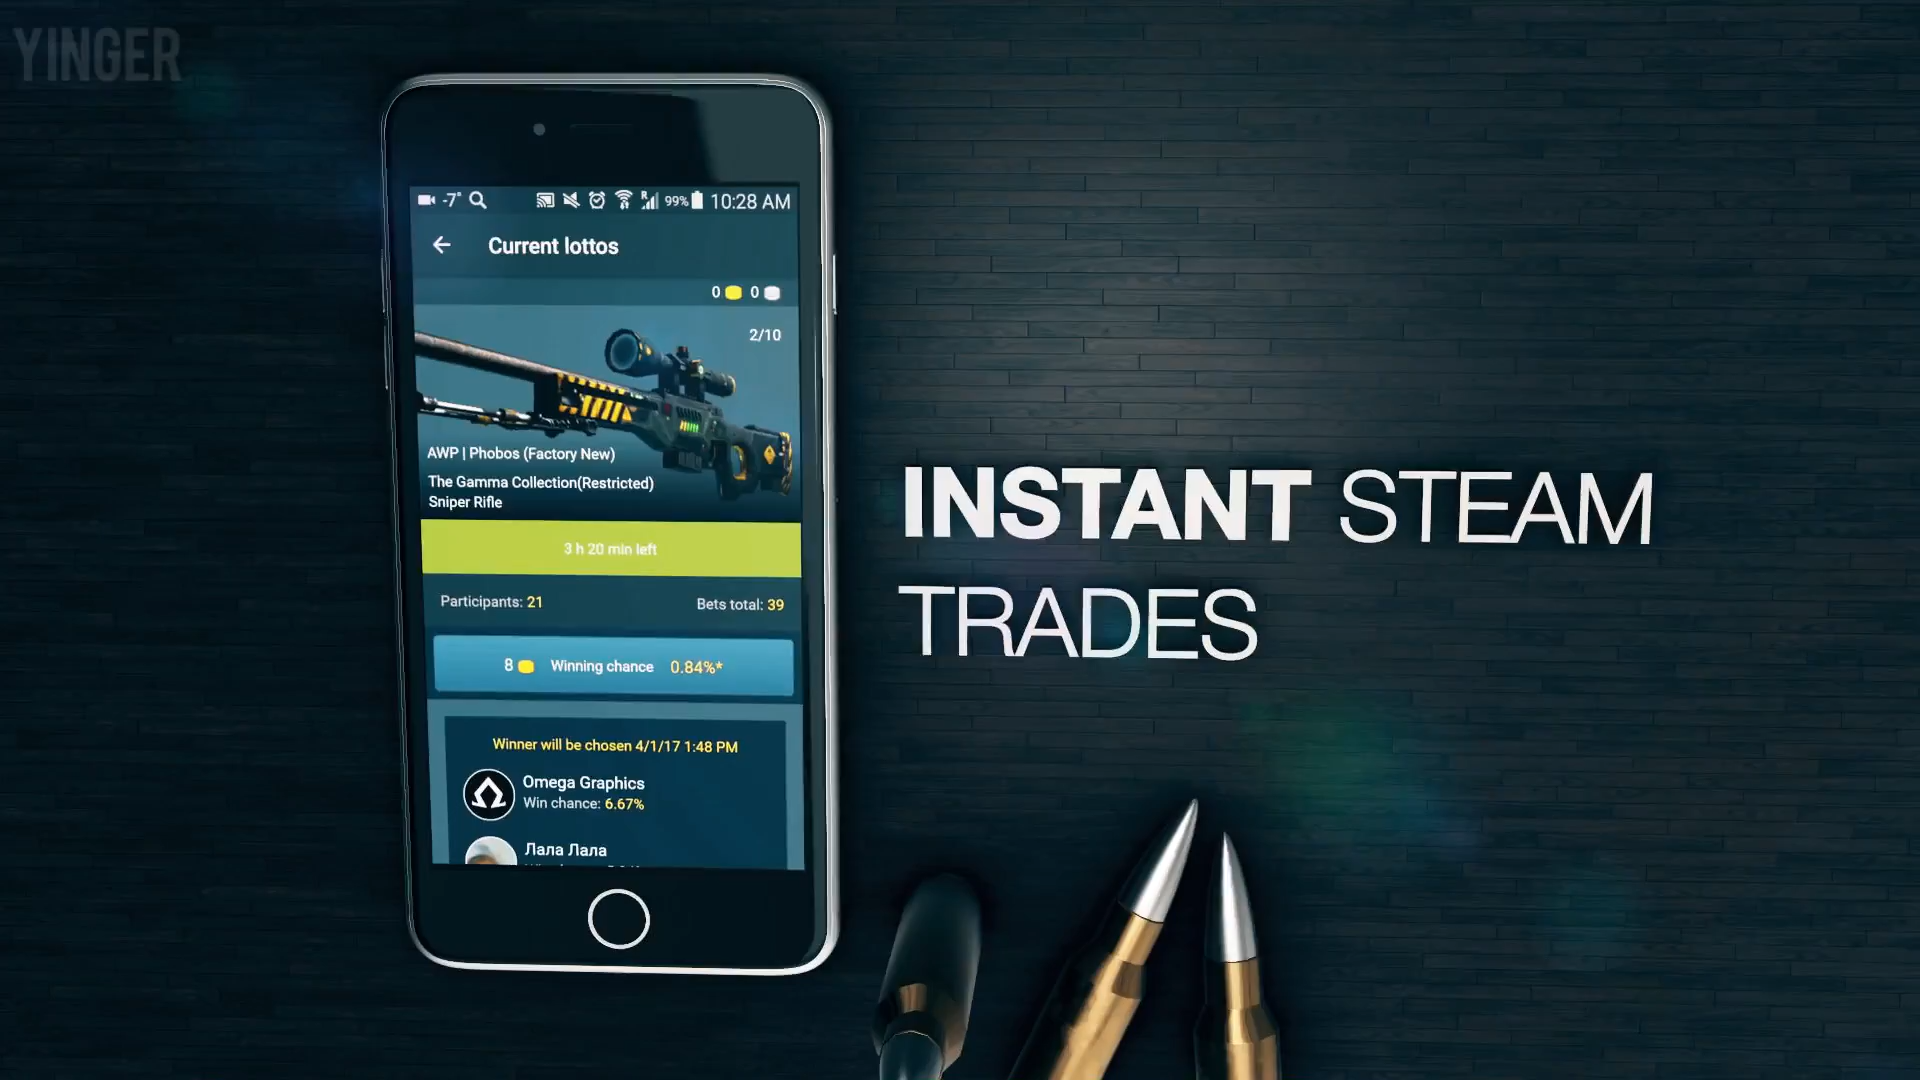 YINGER
-7° 99% 10:28 AM
Current lottos
0 0
2/10
AWP | Phobos (Factory New)
The Gamma Collection(Restricted)
Sniper Rifle
3 h 20 min left
Participants: 21
Bets total: 39
8 Winning chance 0.84%*
Winner will be chosen 4/1/17 1:48 PM
Omega Graphics
Win chance: 6.67%
Лала Лала
INSTANT STEAM
TRADES